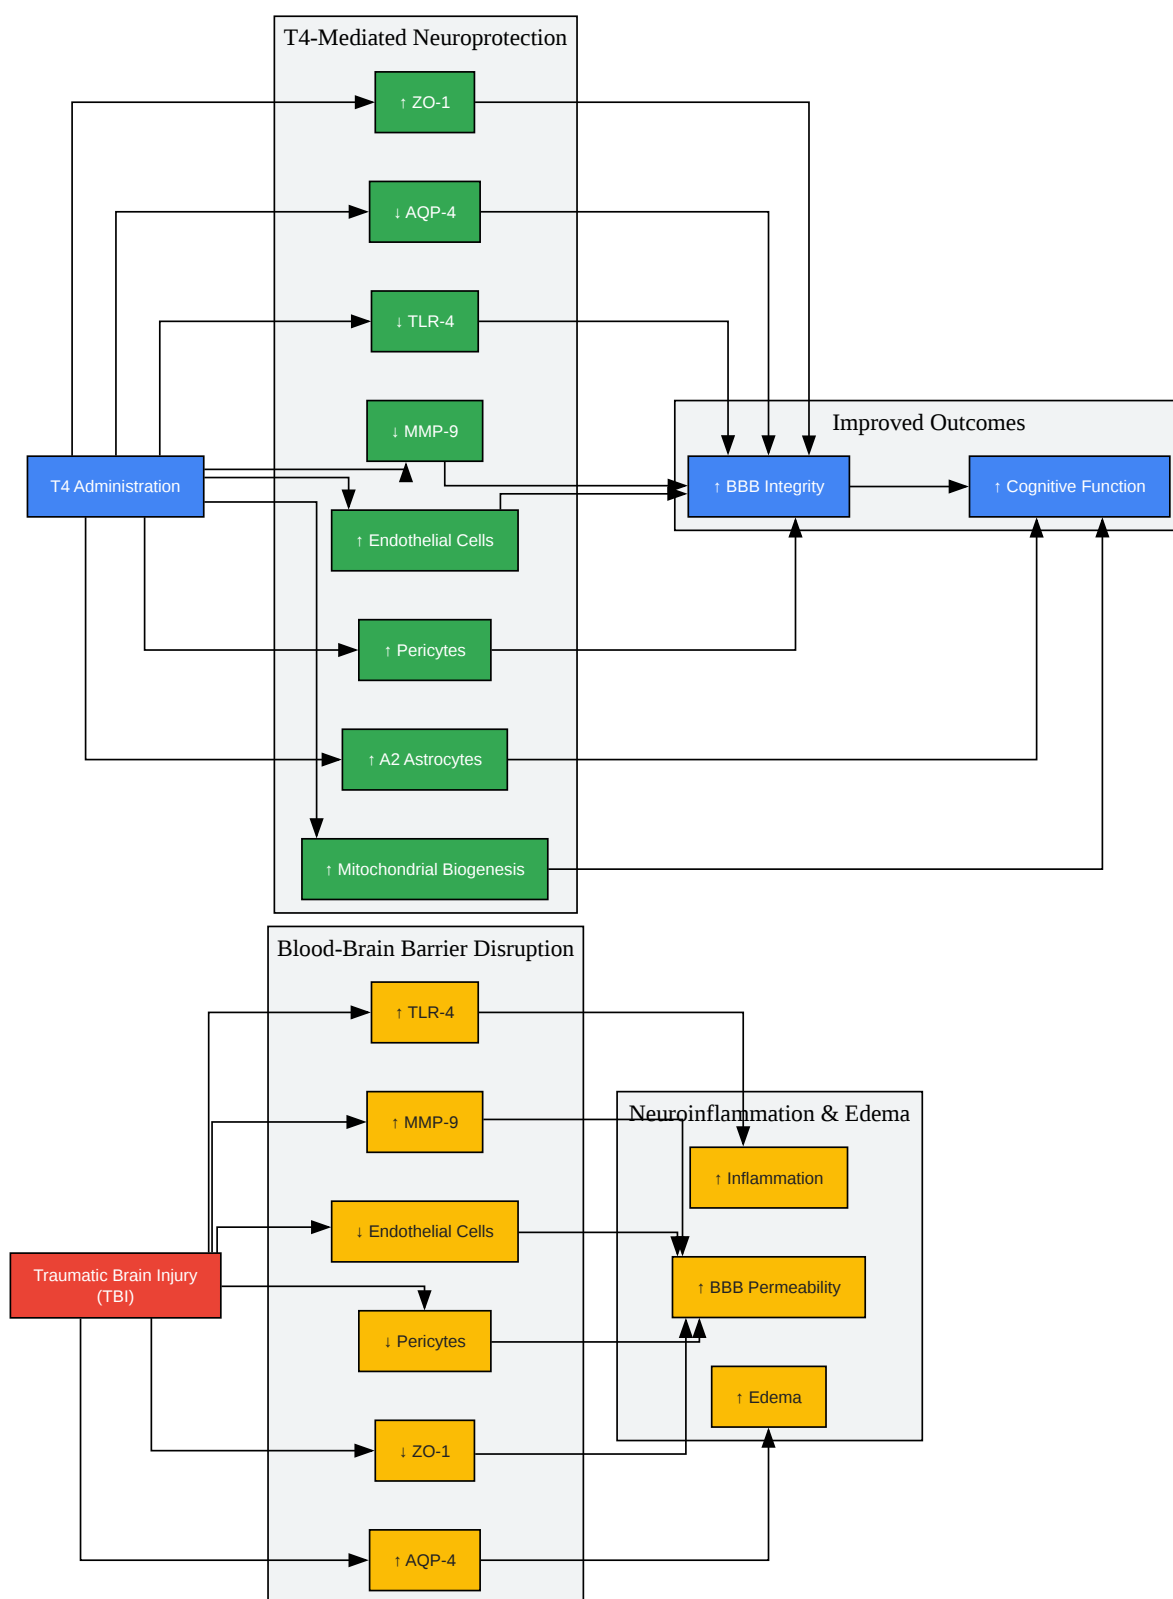 T4-Mediated Neuroprotection
↑ ZO-1
↓ AQP-4
↓ TLR-4
↓ MMP-9
Improved Outcomes
T4 Administration
↑ BBB Integrity
↑ Cognitive Function
↑ Endothelial Cells
↑ Pericytes
↑ A2 Astrocytes
↑ Mitochondrial Biogenesis
Blood-Brain Barrier Disruption
↑ TLR-4
↑ MMP-9
Neuroinflammation & Edema
↑ Inflammation
↓ Endothelial Cells
Traumatic Brain Injury
(TBI)
↑ BBB Permeability
↓ Pericytes
↑ Edema
↓ ZO-1
↑ AQP-4